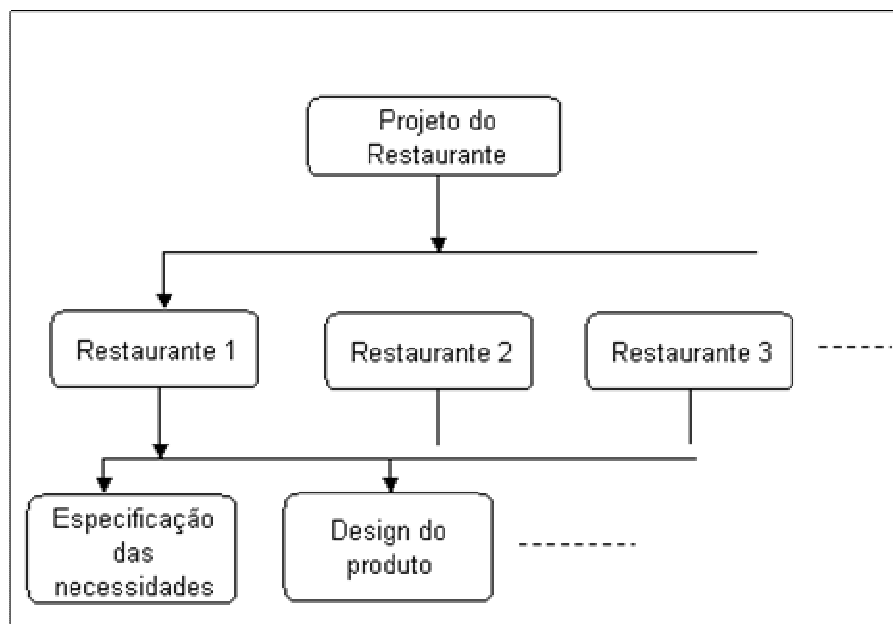 Projeto do
Restaurante
Restaurante 1
Restaurante 2
Restaurante 3
Especificação
das
necessidades
Design do
produto